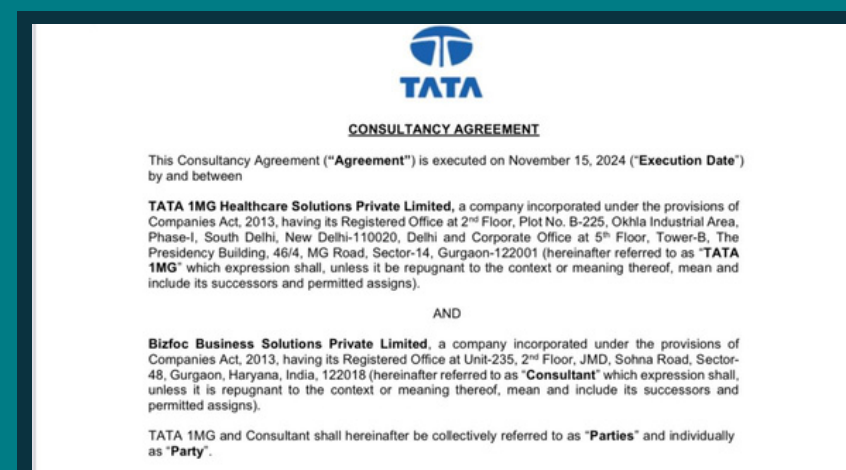 TATA
CONSULTANCY AGREEMENT
This Consultancy Agreement (“Agreement”) is executed on November 15, 2024 (“Execution Date”)
by and between
TATA 1MG Healthcare Solutions Private Limited, a company incorporated under the provisions of
Companies Act, 2013, having its Registered Office at 2nd Floor, Plot No. B-225, Okhla Industrial Area,
Phase-I, South Delhi, New Delhi-110020, Delhi and Corporate Office at 5th Floor, Tower-B, The
Presidency Building, 46/4, MG Road, Sector-14, Gurgaon-122001 (hereinafter referred to as “TATA
1MG” which expression shall, unless it be repugnant to the context or meaning thereof, mean and
include its successors and permitted assigns).
AND
Bizfoc Business Solutions Private Limited, a company incorporated under the provisions of
Companies Act, 2013, having its Registered Office at Unit-235, 2nd Floor, JMD, Sohna Road, Sector-
48, Gurgaon, Haryana, India, 122018 (hereinafter referred to as “Consultant” which expression shall,
unless it is repugnant to the context or meaning thereof, mean and include its successors and
permitted assigns).
TATA 1MG and Consultant shall hereinafter be collectively referred to as “Parties” and individually
as “Party”.